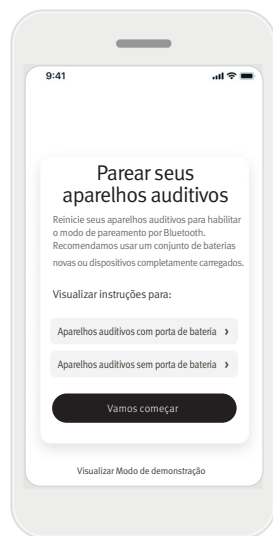 9:41
Parear seus
aparelhos auditivos
Reinicie seus aparelhos auditivos para habilitar
o modo de pareamento por Bluetooth.
Recomendamos usar um conjunto de baterias
novas ou dispositivos completamente carregados.
Visualizar instruções para:
Aparelhos auditivos com porta de bateria ›
Aparelhos auditivos sem porta de bateria ›
Vamos começar
Visualizar Modo de demonstração